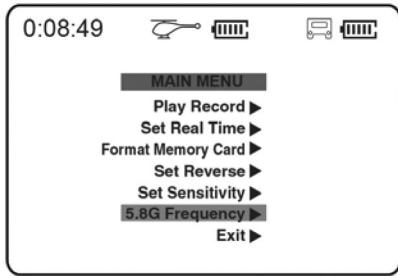 0:08:49
MAIN MENU
Play Record
Set Real Time
Format Memory Card
Set Reverse
Set Sensitivity
5.8G Frequency
Exit